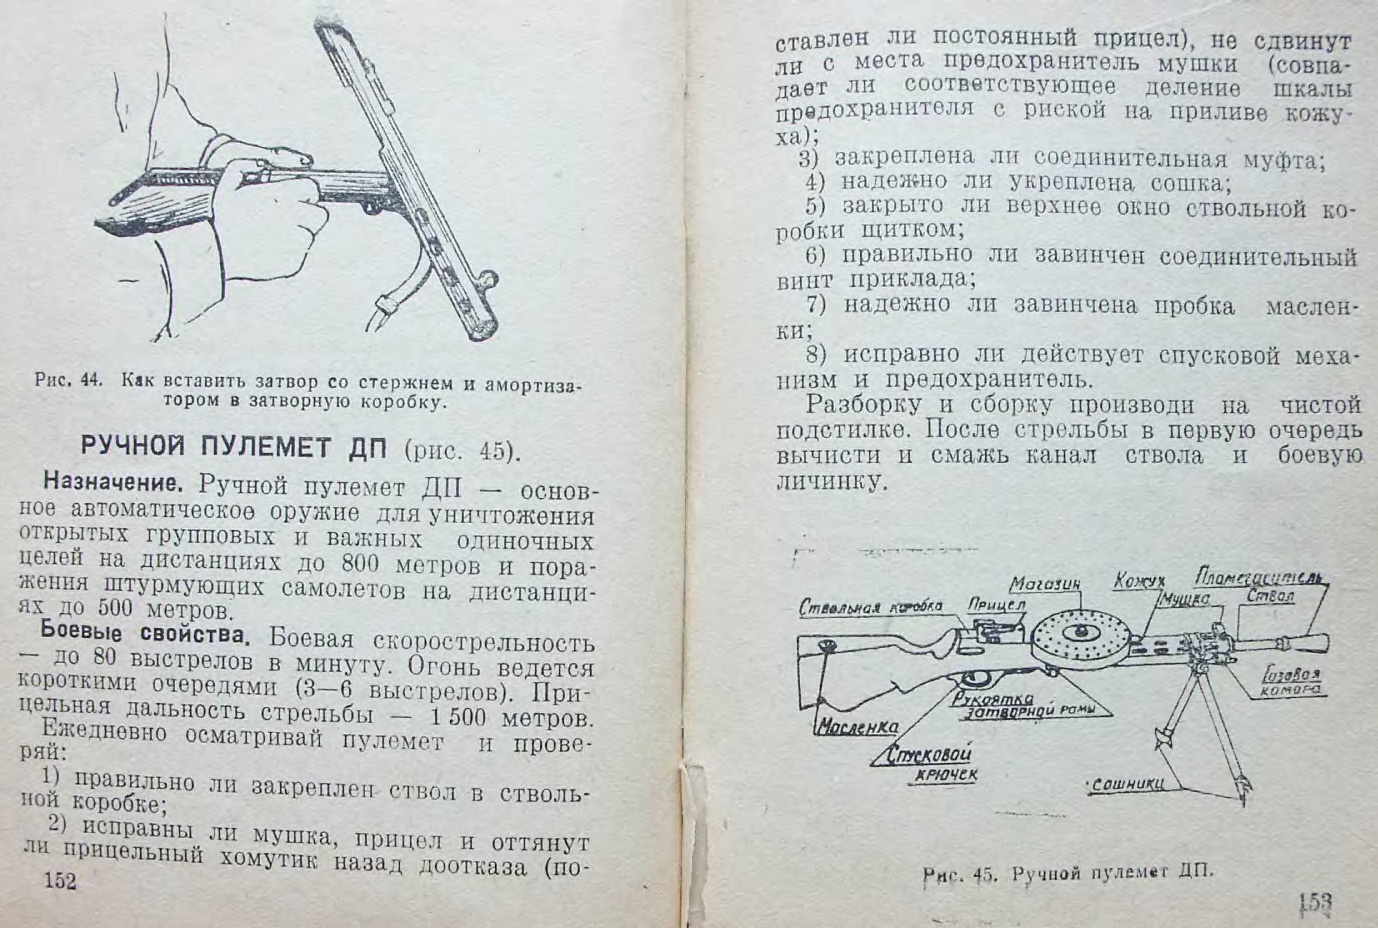 Рис. 44. Как вставить затвор со стержнем и амортиза-
тором в затворную коробку.
РУЧНОЙ ПУЛЕМЕТ ДП (рис. 45).
Назначение. Ручной пулемет ДП — основ-
ное автоматическое оружие для уничтожения
открытых групповых и важных одиночных
целей на дистанциях до 800 метров и пора-
жения штурмующих самолетов на дистанци-
ях до 500 метров.
Боевые свойства. Боевая скорострельность
— до 80 выстрелов в минуту. Огонь ведется
короткими очередями (3—6 выстрелов). При-
цельная дальность стрельбы — 1 500 метров.
Ежедневно осматривай пулемет и прове-
ряй:
1) правильно ли закреплен ствол в стволь-
ной коробке;
2) исправны ли мушка, прицел и оттянут
ли прицельный хомутик назад доотказа (по-
152
ставлен ли постоянный прицел), не сдвинут
ли с места предохранитель мушки (совпа-
дает ли соответствующее деление шкалы
предохранителя с риской на приливе кожу-
ха);
3) закреплена ли соединительная муфта;
4) надежно ли укреплена сошка;
5) закрыто ли верхнее окно ствольной ко-
робки щитком;
6) правильно ли завинчен соединительный
винт приклада;
7) надежно ли завинчена пробка маслен-
ки;
8) исправно ли действует спусковой меха-
низм и предохранитель.
Разборку и сборку производи на чистой
подстилке. После стрельбы в первую очередь
вычисти и смажь канал ствола и боевую
личинку.
Ствольная коробка
Прицел
Магазин
Кожух
Пламегаситель
Мушка
Ствол
Газовая
камора
Рукоятка
затворной рамы
Масленка
Спусковой
крючек
сошники
Рис. 45. Ручной пулемет ДП.
153